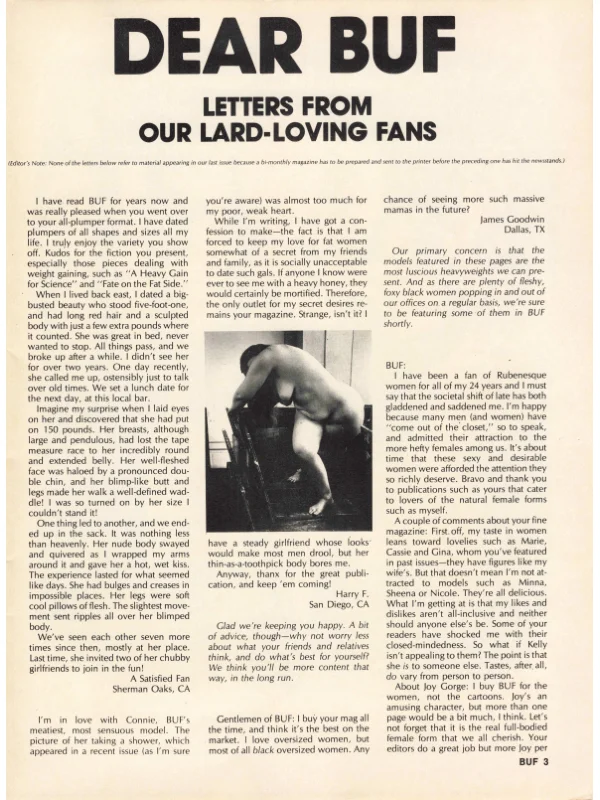 DEAR BUF
LETTERS FROM
OUR LARD-LOVING FANS
(Editor's Note: None of the letters below refer to material appearing in our last issue because a bi-monthly magazine has to be prepared and sent to the printer before the preceding one has hit the newsstands.)
I have read BUF for years now and
was really pleased when you went over
to your all-plumper format. I have dated
plumpers of all shapes and sizes all my
life. I truly enjoy the variety you show
off. Kudos for the fiction you present,
especially those pieces dealing with
weight gaining, such as "A Heavy Gain
for Science" and "Fate on the Fat Side."
When I lived back east, I dated a big-
busted beauty who stood five-foot-one,
and had long red hair and a sculpted
body with just a few extra pounds where
it counted. She was great in bed, never
wanted to stop. All things pass, and we
broke up after a while. I didn't see her
for over two years. One day recently,
she called me up, ostensibly just to talk
over old times. We set a lunch date for
the next day, at this local bar.
Imagine my surprise when I laid eyes
on her and discovered that she had put
on 150 pounds. Her breasts, although
large and pendulous, had lost the tape
measure race to her incredibly round
and extended belly. Her well-fleshed
face was haloed by a pronounced dou-
ble chin, and her blimp-like butt and
legs made her walk a well-defined wad-
dle! I was so turned on by her size I
couldn't stand it!
One thing led to another, and we end-
ed up in the sack. It was nothing less
than heavenly. Her nude body swayed
and quivered as I wrapped my arms
around it and gave her a hot, wet kiss.
The experience lasted for what seemed
like days. She had bulges and creases in
impossible places. Her legs were soft
cool pillows of flesh. The slightest move-
ment sent ripples all over her blimped
body.
We've seen each other seven more
times since then, mostly at her place.
Last time, she invited two of her chubby
girlfriends to join in the fun!
A Satisfied Fan
Sherman Oaks, CA
I'm in love with Connie, BUF's
meatiest, most sensuous model. The
picture of her taking a shower, which
appeared in a recent issue (as I'm sure
you're aware) was almost too much for
my poor, weak heart.
While I'm writing, I have got a con-
fession to make—the fact is that I am
forced to keep my love for fat women
somewhat of a secret from my friends
and family, as it is socially unacceptable
to date such gals. If anyone I know were
ever to see me with a heavy honey, they
would certainly be mortified. Therefore,
the only outlet for my secret desires re-
mains your magazine. Strange, isn't it? I
have a steady girlfriend whose looks
would make most men drool, but her
thin-as-a-toothpick body bores me.
Anyway, thanx for the great publi-
cation, and keep 'em coming!
Harry F.
San Diego, CA
Glad we're keeping you happy. A bit
of advice, though—why not worry less
about what your friends and relatives
think, and do what's best for yourself?
We think you'll be more content that
way, in the long run.
Gentlemen of BUF: I buy your mag all
the time, and think it's the best on the
market. I love oversized women, but
most of all black oversized women. Any
chance of seeing more such massive
mamas in the future?
James Goodwin
Dallas, TX
Our primary concern is that the
models featured in these pages are the
most luscious heavyweights we can pre-
sent. And as there are plenty of fleshy,
foxy black women popping in and out of
our offices on a regular basis, we're sure
to be featuring some of them in BUF
shortly.
BUF:
I have been a fan of Rubenesque
women for all of my 24 years and I must
say that the societal shift of late has both
gladdened and saddened me. I'm happy
because many men (and women) have
"come out of the closet," so to speak,
and admitted their attraction to the
more hefty females among us. It's about
time that these sexy and desirable
women were afforded the attention they
so richly deserve. Bravo and thank you
to publications such as yours that cater
to lovers of the natural female forms
such as myself.
A couple of comments about your fine
magazine: First off, my taste in women
leans toward lovelies such as Marie,
Cassie and Gina, whom you've featured
in past issues—they have figures like my
wife's. But that doesn't mean I'm not at-
tracted to models such as Minna,
Sheena or Nicole. They're all delicious.
What I'm getting at is that my likes and
dislikes aren't all-inclusive and neither
should anyone else's be. Some of your
readers have shocked me with their
closed-mindedness. So what if Kelly
isn't appealing to them? The point is that
she is to someone else. Tastes, after all,
do vary from person to person.
About Joy Gorge: I buy BUF for the
women, not the cartoons. Joy's an
amusing character, but more than one
page would be a bit much, I think. Let's
not forget that it is the real full-bodied
female form that we all cherish. Your
editors do a great job but more Joy per
BUF 3